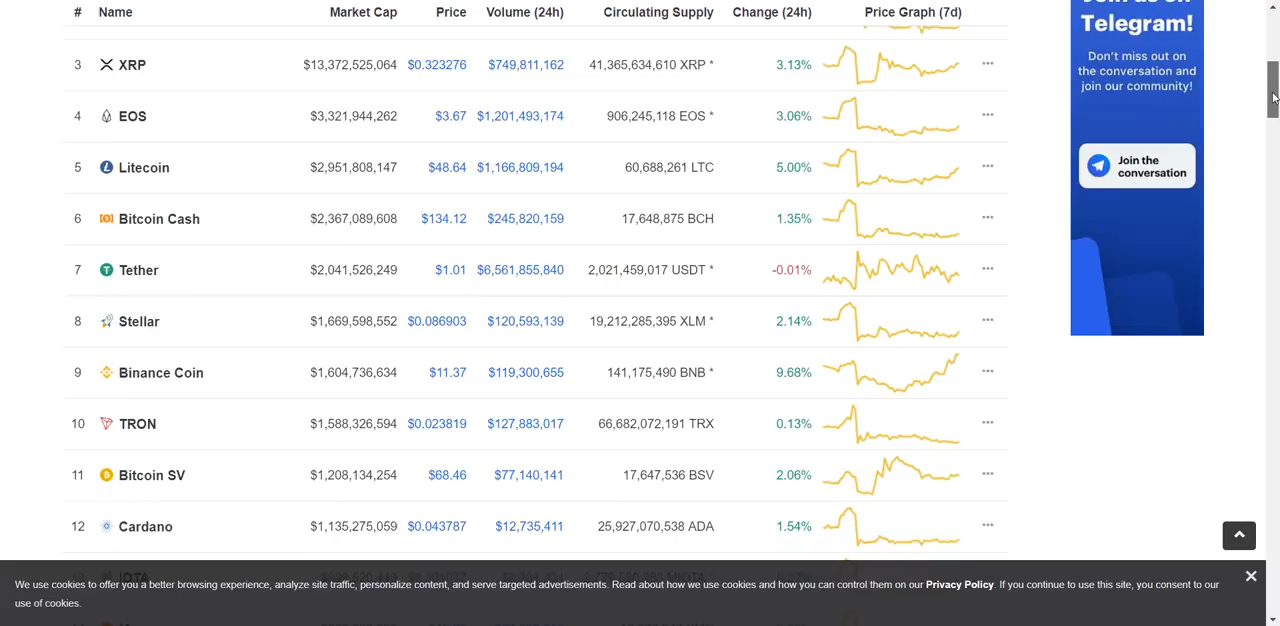 # Name Market Cap Price Volume (24h) Circulating Supply Change (24h) Price Graph (7d)
3 XRP $13,372,525,064 $0.323276 $749,811,162 41,365,634,610 XRP * 3.13%
4 EOS $3,321,944,262 $3.67 $1,201,493,174 906,245,118 EOS * 3.06%
5 Litecoin $2,951,808,147 $48.64 $1,166,809,194 60,688,261 LTC 5.00%
6 Bitcoin Cash $2,367,089,608 $134.12 $245,820,159 17,648,875 BCH 1.35%
7 Tether $2,041,526,249 $1.01 $6,561,855,840 2,021,459,017 USDT * -0.01%
8 Stellar $1,669,598,552 $0.086903 $120,593,139 19,212,285,395 XLM * 2.14%
9 Binance Coin $1,604,736,634 $11.37 $119,300,655 141,175,490 BNB * 9.68%
10 TRON $1,588,326,594 $0.023819 $127,883,017 66,682,072,191 TRX 0.13%
11 Bitcoin SV $1,208,134,254 $68.46 $77,140,141 17,647,536 BSV 2.06%
12 Cardano $1,135,275,059 $0.043787 $12,735,411 25,927,070,538 ADA 1.54%
Join us on
Telegram!
Don't miss out on
the conversation and
join our community!
Join the
conversation
We use cookies to offer you a better browsing experience, analyze site traffic, personalize content, and serve targeted advertisements. Read about how we use cookies and how you can control them on our Privacy Policy. If you continue to use this site, you consent to our
use of cookies.